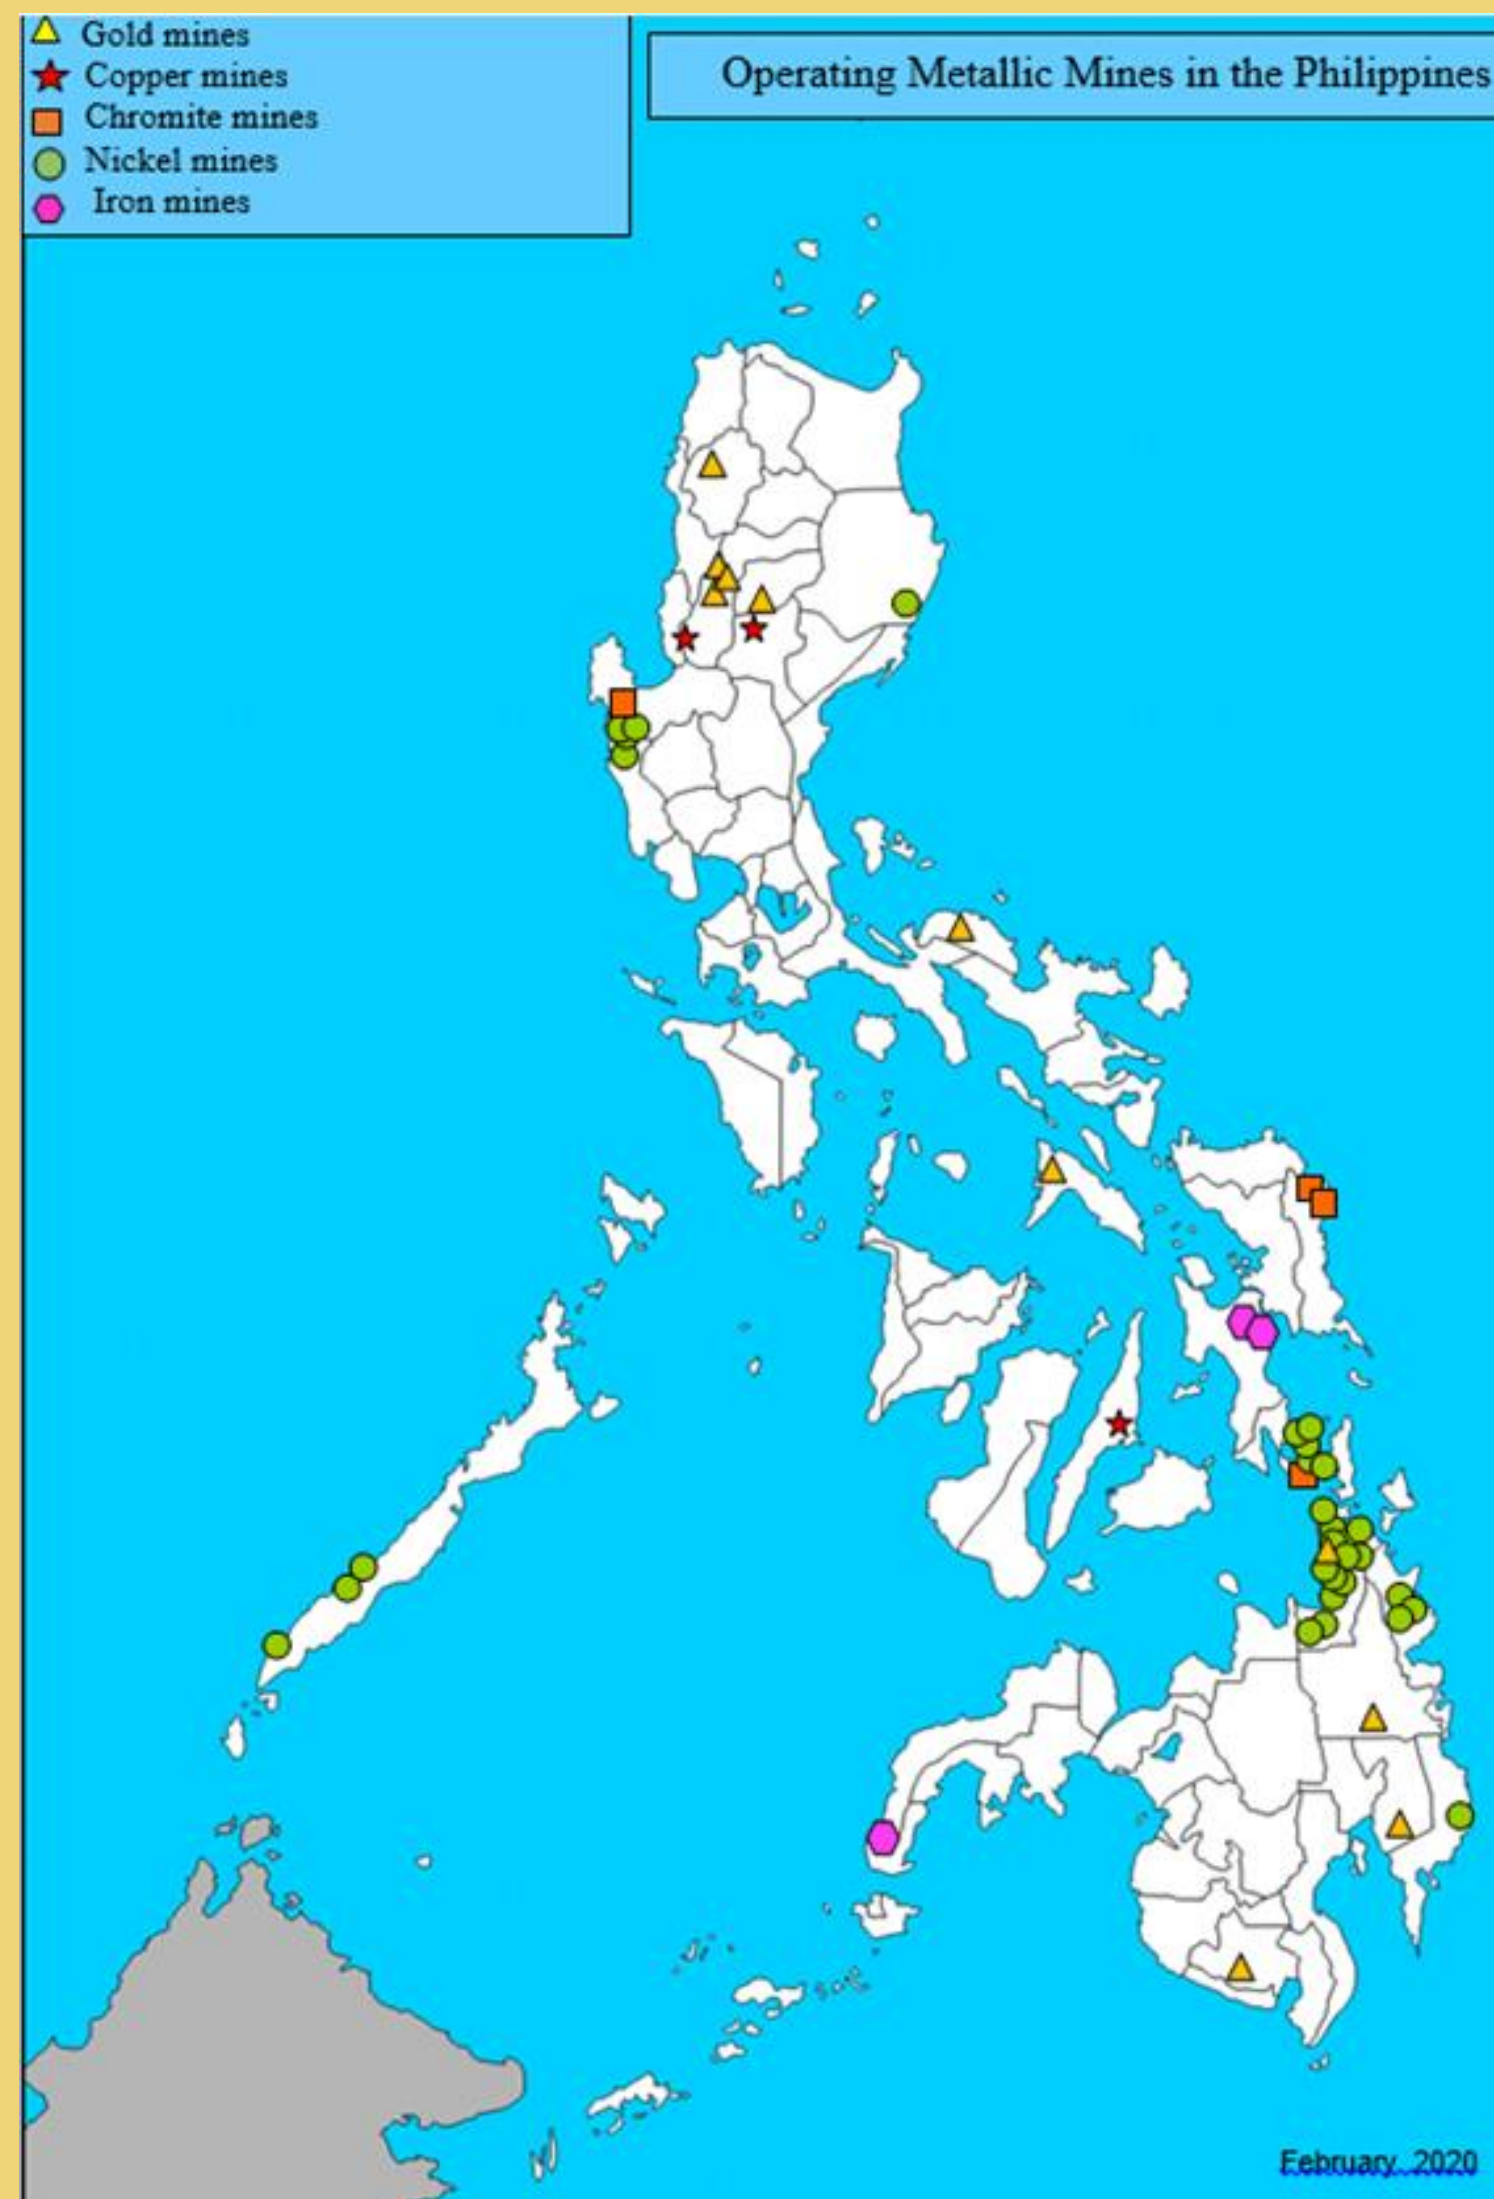 Gold mines
Copper mines
Chromite mines
Nickel mines
Iron mines
Operating Metallic Mines in the Philippines
February 2020